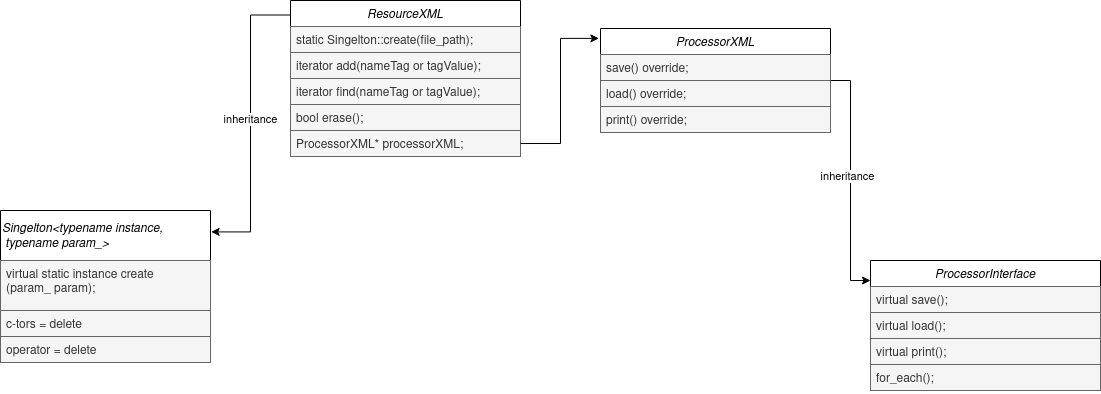 ResourceXML
static Singelton::create(file_path);
iterator add(nameTag or tagValue);
iterator find(nameTag or tagValue);
bool erase();
ProcessorXML* processorXML;
ProcessorXML
save() override;
load() override;
print() override;
inheritance
inheritance
Singelton<typename instance,
typename param_>
virtual static instance create
(param_ param);
c-tors = delete
operator = delete
ProcessorInterface
virtual save();
virtual load();
virtual print();
for_each();